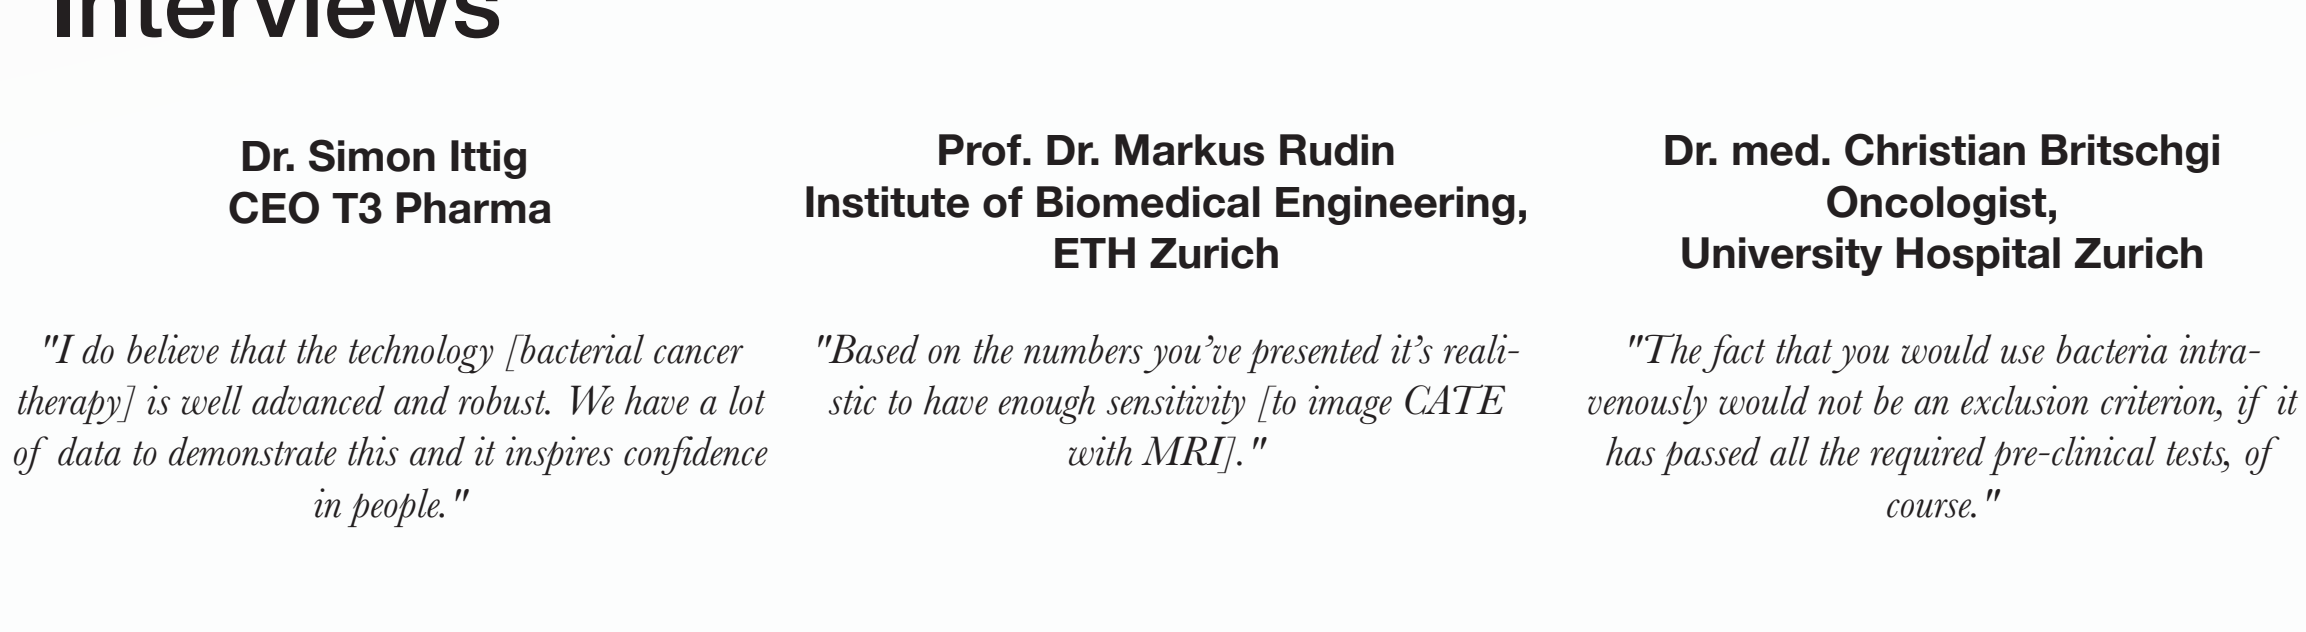 Interviews
Dr. Simon Ittig
CEO T3 Pharma
"I do believe that the technology [bacterial cancer
therapy] is well advanced and robust. We have a lot
of data to demonstrate this and it inspires confidence
in people."
Prof. Dr. Markus Rudin
Institute of Biomedical Engineering,
ETH Zurich
"Based on the numbers you've presented it's reali-
stic to have enough sensitivity [to image CATE
with MRI]."
Dr. med. Christian Britschgi
Oncologist,
University Hospital Zurich
"The fact that you would use bacteria intra-
venously would not be an exclusion criterion, if it
has passed all the required pre-clinical tests, of
course."